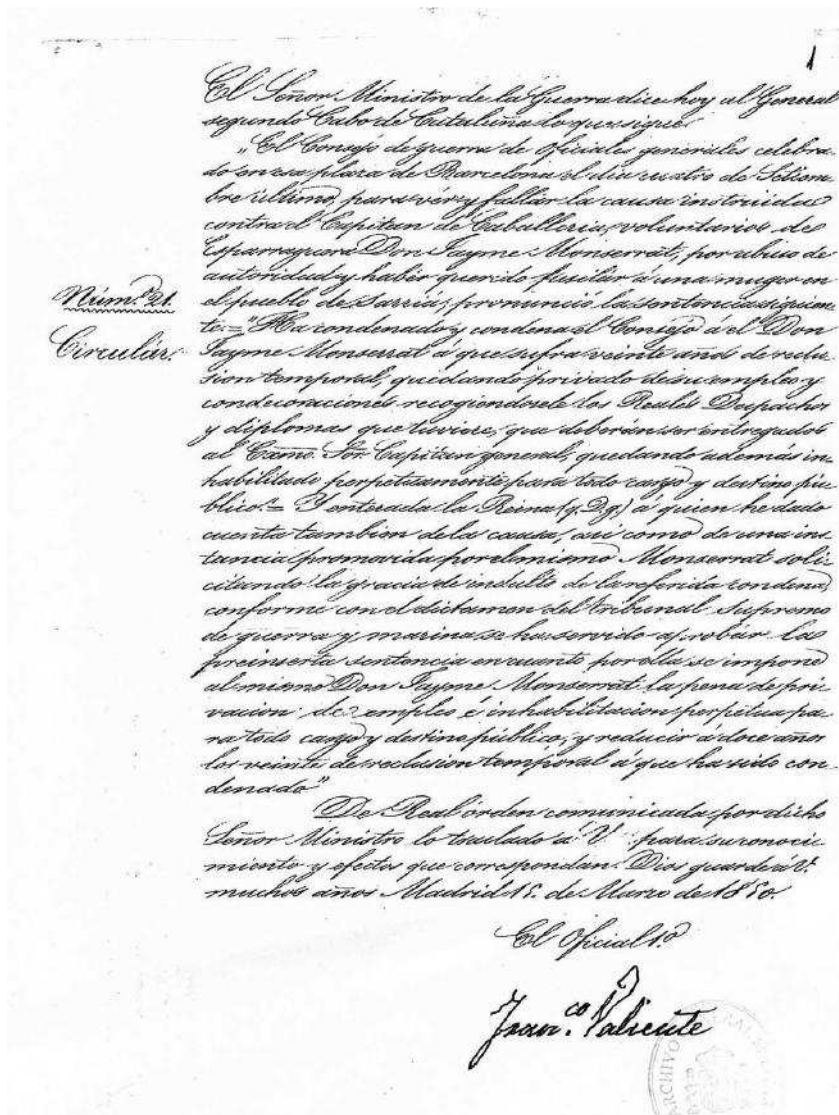 1
El Señor Ministro de la Guerra dice hoy al General
segundo Cabo de Cataluña lo que sigue
"El Consejo de guerra de Oficiales generales celebra-
do en esa plaza de Barcelona el dia cuatro de Setiem-
bre último, para vér y fallar la causa instruida
contra el Capitan de Caballeria, voluntarios de
Esparraguera Don Jayme Monserrat, por abuso de
autoridad y habér querido fusilár á una muger en
Núm.º 21.
el pueblo de Sarriá, pronunció la sentencia siguien-
Circulár.
te.="Ha condenado y condena el Consejo á el Don
Jayme Monserrat á que sufra veinte años de reclu-
sion temporal, quedando privado de su empleo y
condecoraciones recogiendosele los Reales Despachos
y diplomas que tuviere, que deberán ser entregados
al Exmo. Sor. Capitan general, quedando además in-
habilitado perpetuamente para todo cargo y destino pú-
blico.= Y enterada la Reina (q. D. g.) á quien he dado
cuenta tambien de la causa, asi como de una ins-
tancia promovida por el mismo Monserrat soli-
citando la gracia de indulto de la referida condena,
conforme con el dictamen del tribunal Supremo
de guerra y marina se ha servido aprobár la
preinserta sentencia en cuanto por ella se impone
al mismo Don Jayme Monserrat la pena de pri-
vacion de empleo é inhabilitacion perpétua pa-
ra todo cargo y destino público, y reducir á doce años
los veinte de reclusion temporal á que ha sido con-
denado"
De Real órden comunicada por dicho
Señor Ministro lo traslado á V. para su conoci-
miento y efectos que correspondan. Dios guarde á V.
muchos años Madrid 15. de Marzo de 1850.
El Oficial 1.º
Fran.co Valiente
ARCHIVO